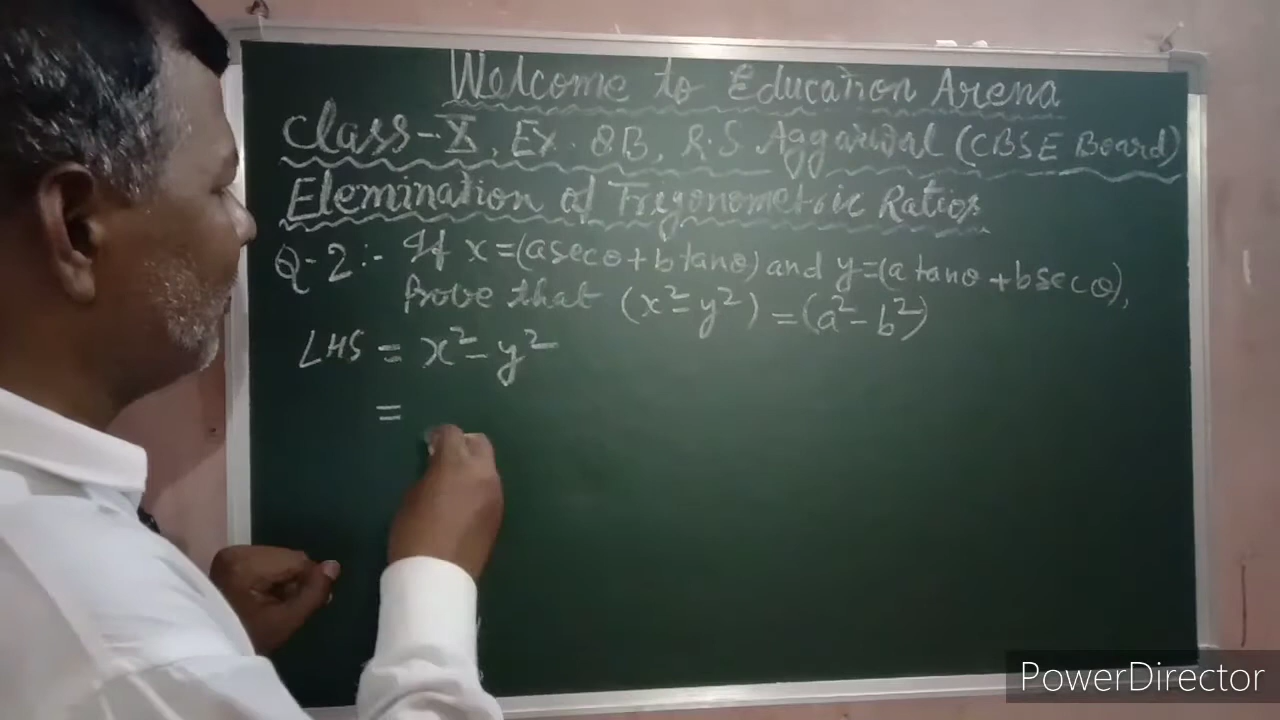 Welcome to Education Arena
Class-X, Ex. 8B, R.S Aggarwal (CBSE Board)
Elemination of Trigonometric Ratios
Q-2:- If x=(a secθ+b tanθ) and y=(a tanθ +b secθ),
Prove that (x²-y²) =(a²-b²)
LHS = x²-y²
=
PowerDirector